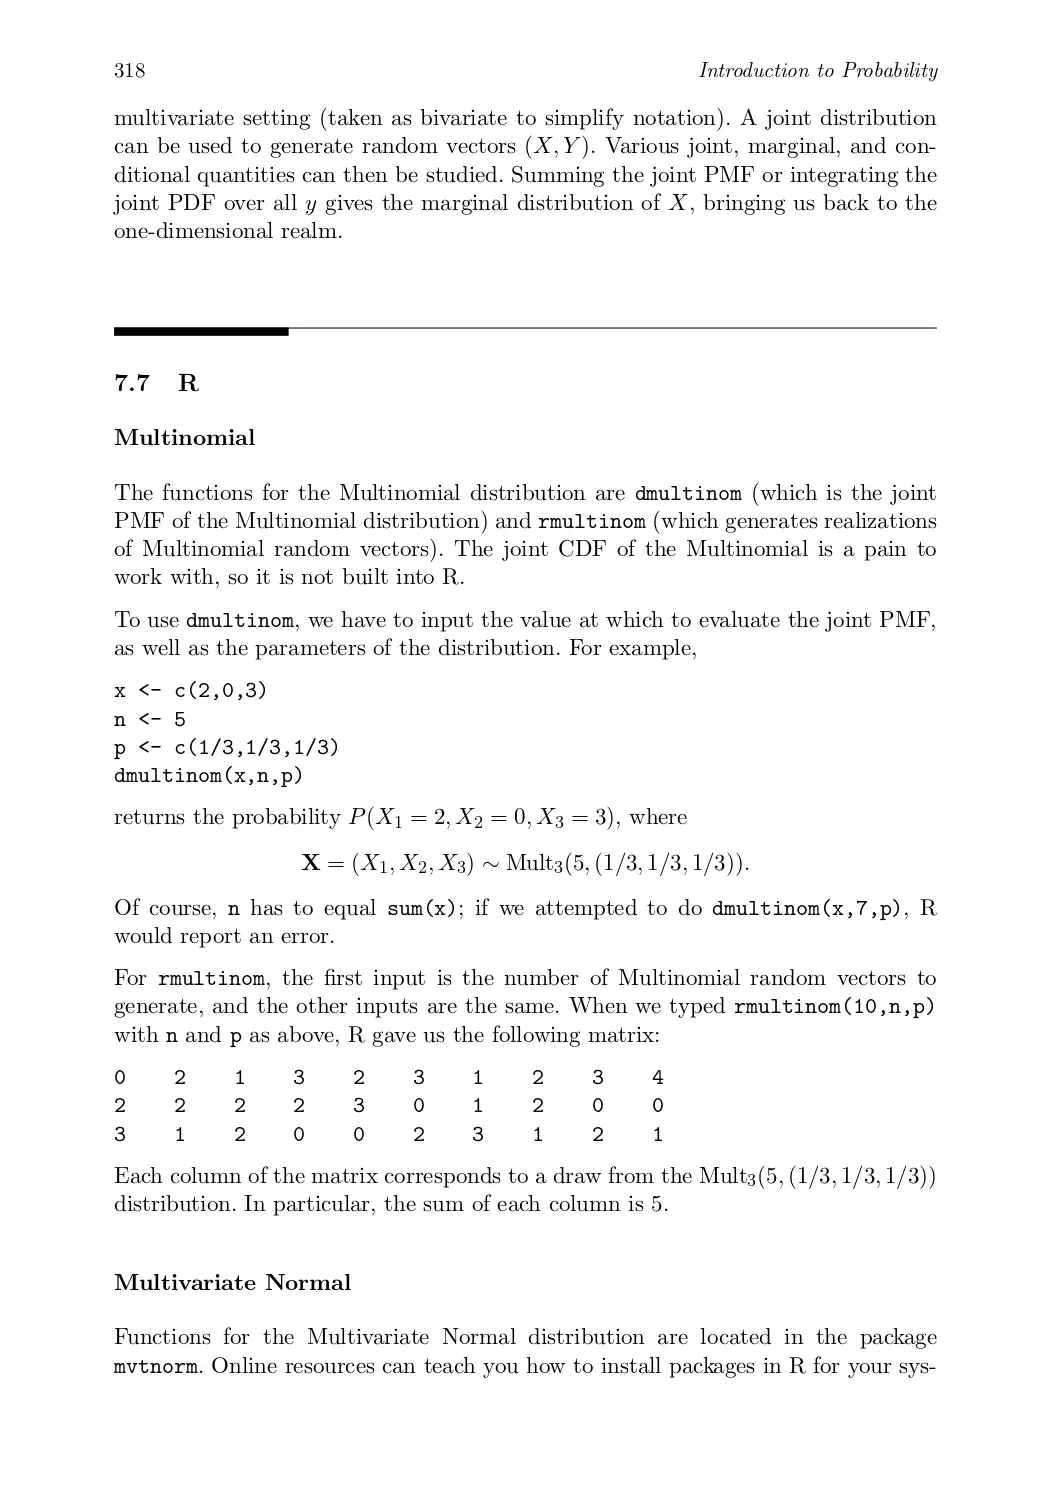 318 Introduction to Probability
multivariate setting (taken as bivariate to simplify notation). A joint distribution
can be used to generate random vectors (X, Y). Various joint, marginal, and con-
ditional quantities can then be studied. Summing the joint PMF or integrating the
joint PDF over all y gives the marginal distribution of X, bringing us back to the
one-dimensional realm.
7.7 R
Multinomial
The functions for the Multinomial distribution are dmultinom (which is the joint
PMF of the Multinomial distribution) and rmultinom (which generates realizations
of Multinomial random vectors). The joint CDF of the Multinomial is a pain to
work with, so it is not built into R.
To use dmultinom, we have to input the value at which to evaluate the joint PMF,
as well as the parameters of the distribution. For example,
x <- c(2,0,3)
n <- 5
p <- c(1/3,1/3,1/3)
dmultinom(x,n,p)
returns the probability P(X₁ = 2, X₂ = 0, X₃ = 3), where
X = (X₁, X₂, X₃) ∼ Mult₃(5, (1/3, 1/3, 1/3)).
Of course, n has to equal sum(x); if we attempted to do dmultinom(x,7,p), R
would report an error.
For rmultinom, the first input is the number of Multinomial random vectors to
generate, and the other inputs are the same. When we typed rmultinom(10,n,p)
with n and p as above, R gave us the following matrix:
0 2 1 3 2 3 1 2 3 4
2 2 2 2 3 0 1 2 0 0
3 1 2 0 0 2 3 1 2 1
Each column of the matrix corresponds to a draw from the Mult₃(5, (1/3, 1/3, 1/3))
distribution. In particular, the sum of each column is 5.
Multivariate Normal
Functions for the Multivariate Normal distribution are located in the package
mvtnorm. Online resources can teach you how to install packages in R for your sys-